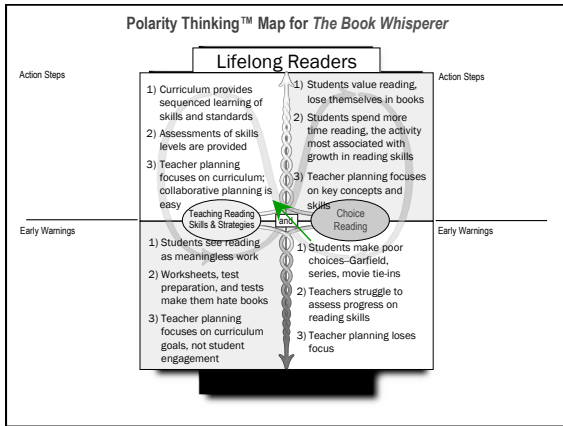 Polarity Thinking™ Map for The Book Whisperer
Lifelong Readers
Action Steps
Action Steps
1) Curriculum provides
sequenced learning of
skills and standards
2) Assessments of skills
levels are provided
3) Teacher planning
focuses on curriculum;
collaborative planning is
easy
1) Students value reading,
lose themselves in books
2) Students spend more
time reading, the activity
most associated with
growth in reading skills
3) Teacher planning focuses
on key concepts and
skills
Teaching Reading
Skills & Strategies
and
Choice
Reading
Early Warnings
Early Warnings
1) Students see reading
as meaningless work
2) Worksheets, test
preparation, and tests
make them hate books
3) Teacher planning
focuses on curriculum
goals, not student
engagement
1) Students make poor
choices–Garfield,
series, movie tie-ins
2) Teachers struggle to
assess progress on
reading skills
3) Teacher planning loses
focus